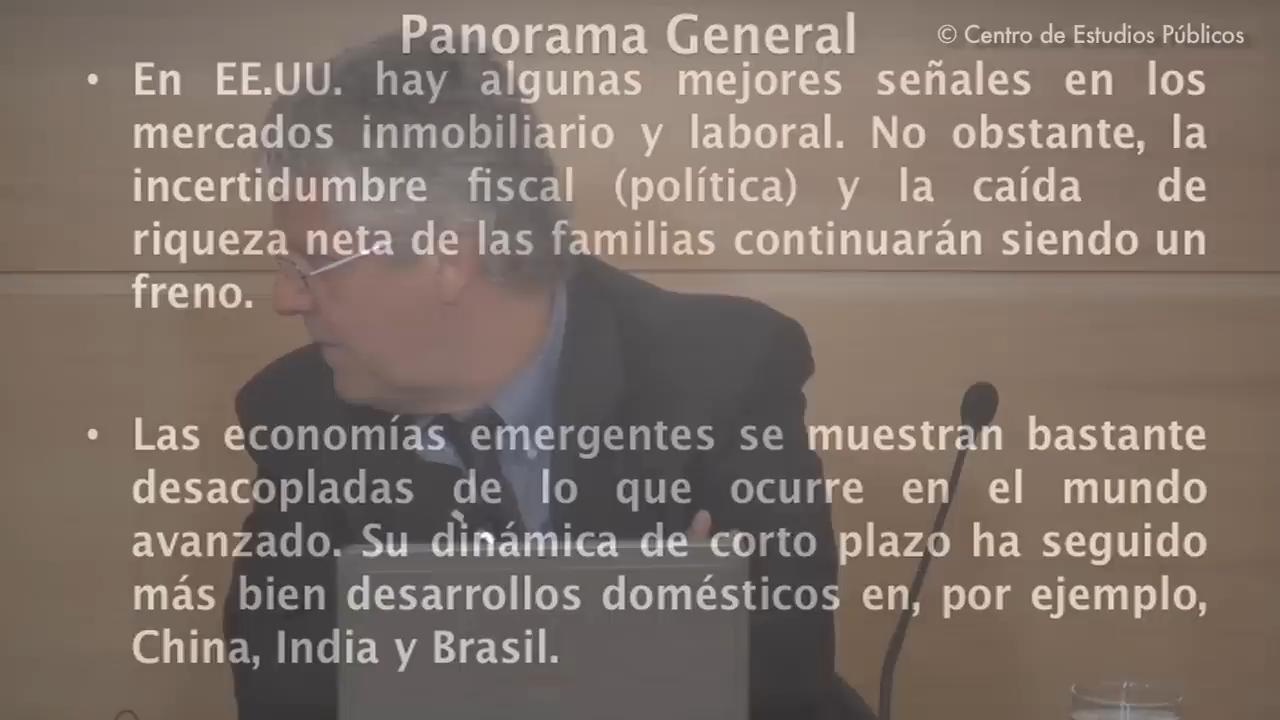 Panorama General
© Centro de Estudios Públicos
• En EE.UU. hay algunas mejores señales en los
mercados inmobiliario y laboral. No obstante, la
incertidumbre fiscal (política) y la caída de
riqueza neta de las familias continuarán siendo un
freno.
• Las economías emergentes se muestran bastante
desacopladas de lo que ocurre en el mundo
avanzado. Su dinámica de corto plazo ha seguido
más bien desarrollos domésticos en, por ejemplo,
China, India y Brasil.